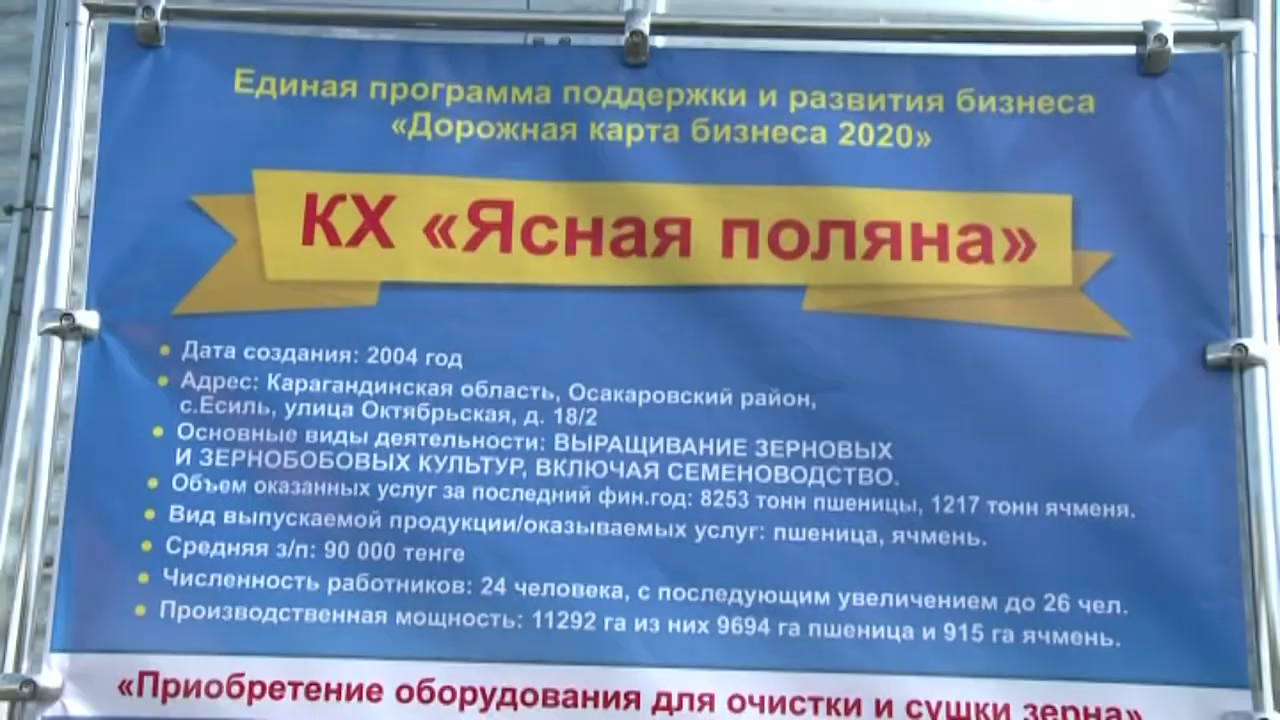 Единая программа поддержки и развития бизнеса
«Дорожная карта бизнеса 2020»
КХ «Ясная поляна»
• Дата создания: 2004 год
• Адрес: Карагандинская область, Осакаровский район,
с.Есиль, улица Октябрьская, д. 18/2
• Основные виды деятельности: ВЫРАЩИВАНИЕ ЗЕРНОВЫХ
И ЗЕРНОБОБОВЫХ КУЛЬТУР, ВКЛЮЧАЯ СЕМЕНОВОДСТВО.
• Объем оказанных услуг за последний фин.год: 8253 тонн пшеницы, 1217 тонн ячменя.
• Вид выпускаемой продукции/оказываемых услуг: пшеница, ячмень.
• Средняя з/п: 90 000 тенге
• Численность работников: 24 человека, с последующим увеличением до 26 чел.
• Производственная мощность: 11292 га из них 9694 га пшеница и 915 га ячмень.
«Приобретение оборудования для очистки и сушки зерна»